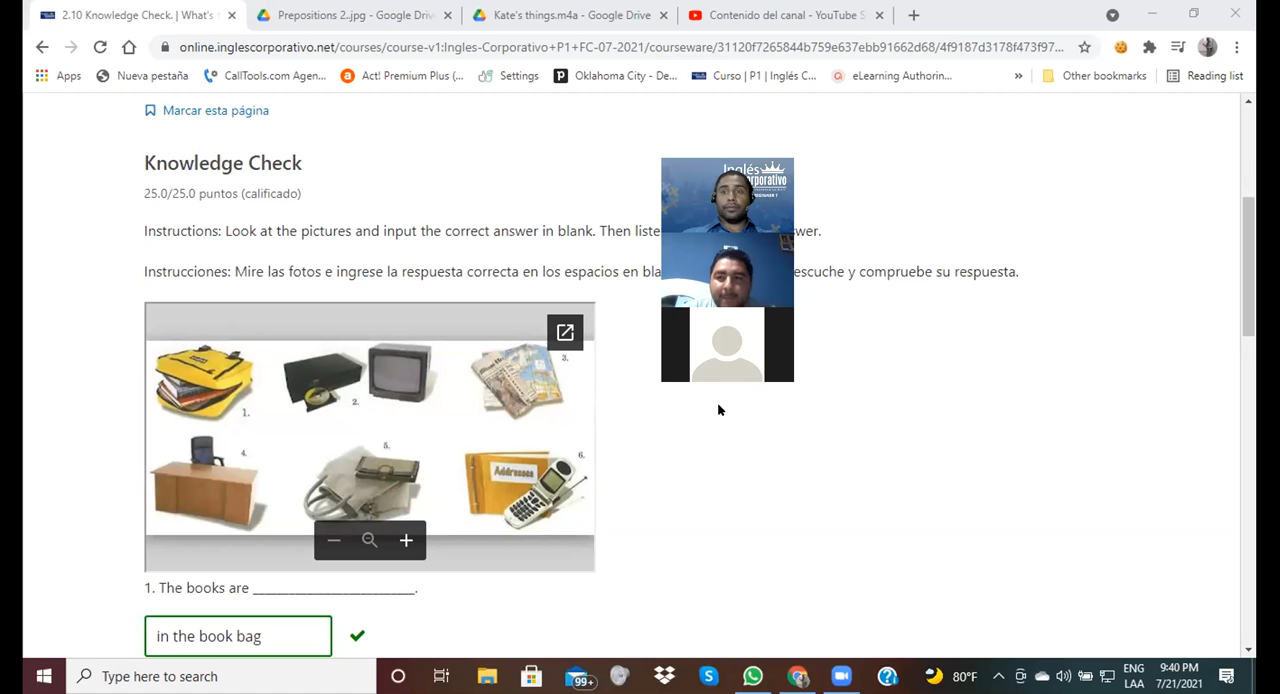 2.10 Knowledge Check. | What's
Prepositions 2..jpg - Google Driv
Kate's things.m4a - Google Drive
Contenido del canal - YouTube S
online.inglescorporativo.net/courses/course-v1:Ingles-Corporativo+P1+FC-07-2021/courseware/31120f7265844b759e637ebb91662d68/4f9187d3178f473f97...
Apps
Nueva pestaña
CallTools.com Agen...
Act! Premium Plus (...
Settings
Oklahoma City - De...
Curso | P1 | Inglés C...
eLearning Authorin...
»
Other bookmarks
Reading list
Marcar esta página
Knowledge Check
25.0/25.0 puntos (calificado)
Inglés
orporativo
Instructions: Look at the pictures and input the correct answer in blank. Then liste wer.
Instrucciones: Mire las fotos e ingrese la respuesta correcta en los espacios en bla escuche y compruebe su respuesta.
1.
2.
3.
4.
5.
6.
Addresses
1. The books are _________________________.
in the book bag
Type here to search
99+
80°F
ENG
LAA
9:40 PM
7/21/2021